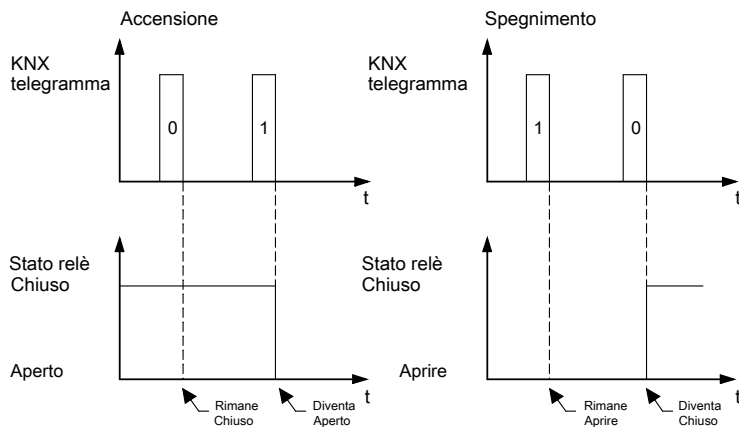 Accensione
KNX
telegramma
0
1
t
Stato relè
Chiuso
Aperto
t
Rimane
Chiuso
Diventa
Aperto
Spegnimento
KNX
telegramma
1
0
t
Stato relè
Chiuso
Aprire
t
Rimane
Aprire
Diventa
Chiuso